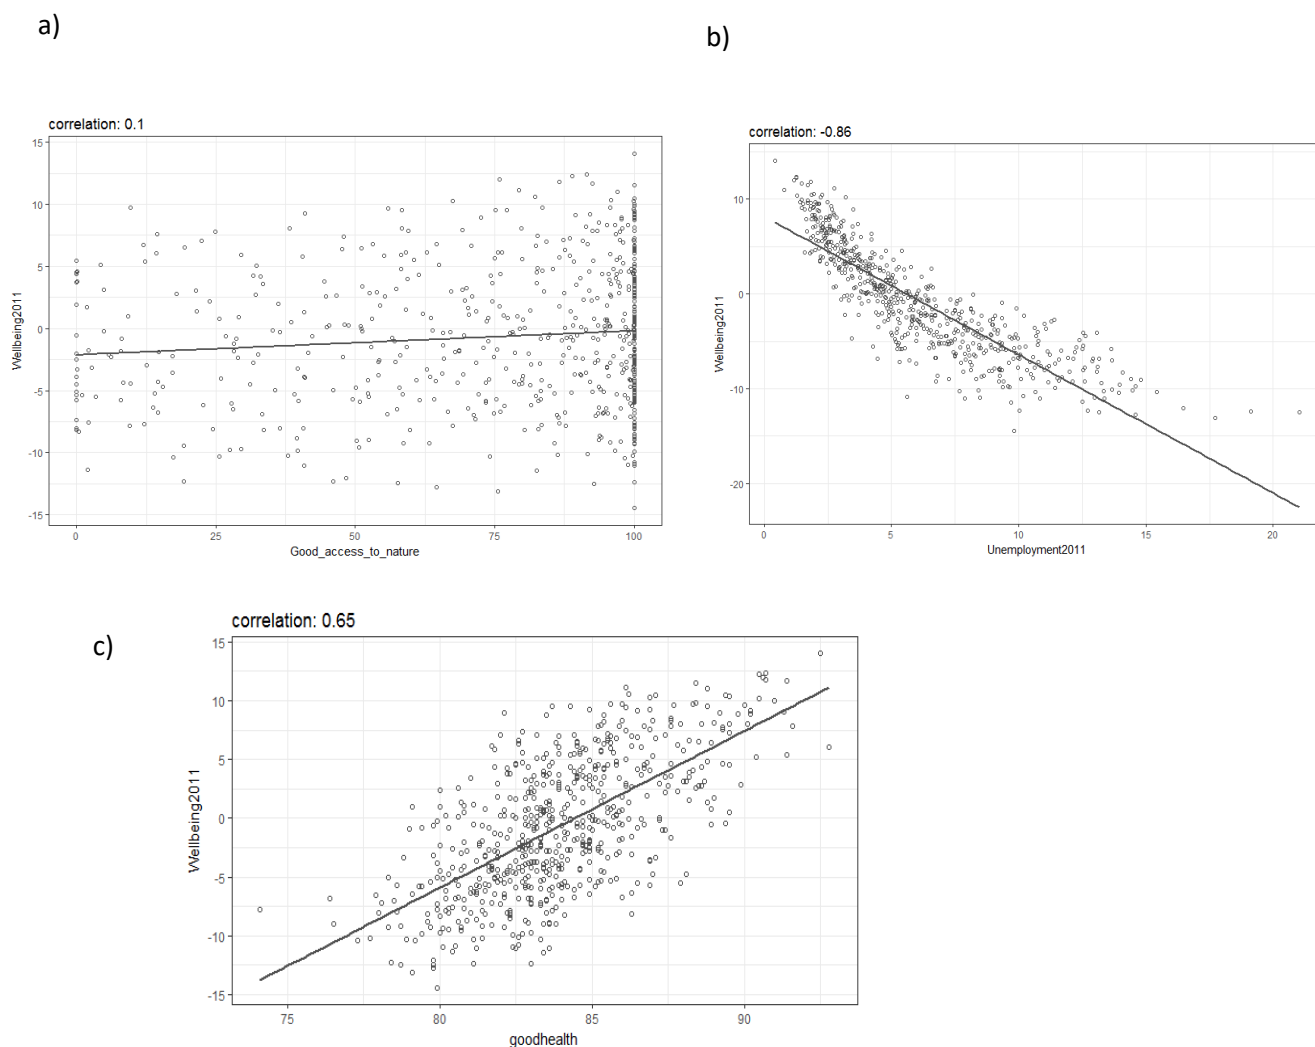 a)
b)
correlation: 0.1
15
10
5
0
-5
-10
-15
Wellbeing2011
0
25
50
75
100
Good_access_to_nature
correlation: -0.86
10
0
-10
-20
Wellbeing2011
0
5
10
15
20
Unemployment2011
c)
correlation: 0.65
15
10
5
0
-5
-10
-15
Wellbeing2011
75
80
85
90
goodhealth